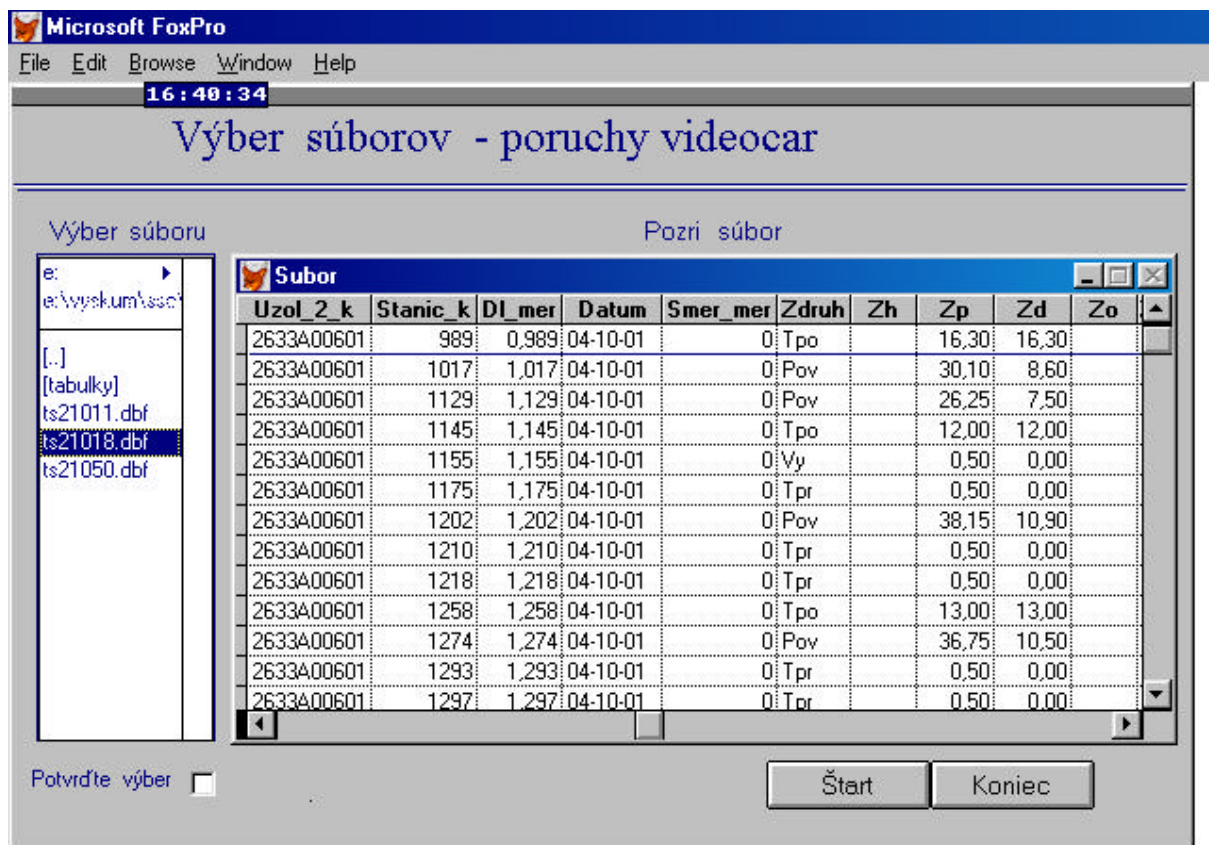 Microsoft FoxPro
File Edit Browse Window Help
16:40:34
Výber súborov - poruchy videocar
Výber súboru
Pozri súbor
e:
e:\vyskum\ssc\
[..]
[tabulky]
ts21011.dbf
ts21018.dbf
ts21050.dbf
Subor
Uzol_2_k Stanic_k Dl_mer Datum Smer_mer Zdruh Zh Zp Zd Zo
2633A00601 989 0,989 04-10-01 0 Tpo 16,30 16,30
2633A00601 1017 1,017 04-10-01 0 Pov 30,10 8,60
2633A00601 1129 1,129 04-10-01 0 Pov 26,25 7,50
2633A00601 1145 1,145 04-10-01 0 Tpo 12,00 12,00
2633A00601 1155 1,155 04-10-01 0 Vy 0,50 0,00
2633A00601 1175 1,175 04-10-01 0 Tpr 0,50 0,00
2633A00601 1202 1,202 04-10-01 0 Pov 38,15 10,90
2633A00601 1210 1,210 04-10-01 0 Tpr 0,50 0,00
2633A00601 1218 1,218 04-10-01 0 Tpr 0,50 0,00
2633A00601 1258 1,258 04-10-01 0 Tpo 13,00 13,00
2633A00601 1274 1,274 04-10-01 0 Pov 36,75 10,50
2633A00601 1293 1,293 04-10-01 0 Tpr 0,50 0,00
2633A00601 1297 1,297 04-10-01 0 Tpr 0,50 0,00
Potvrďte výber
Štart
Koniec